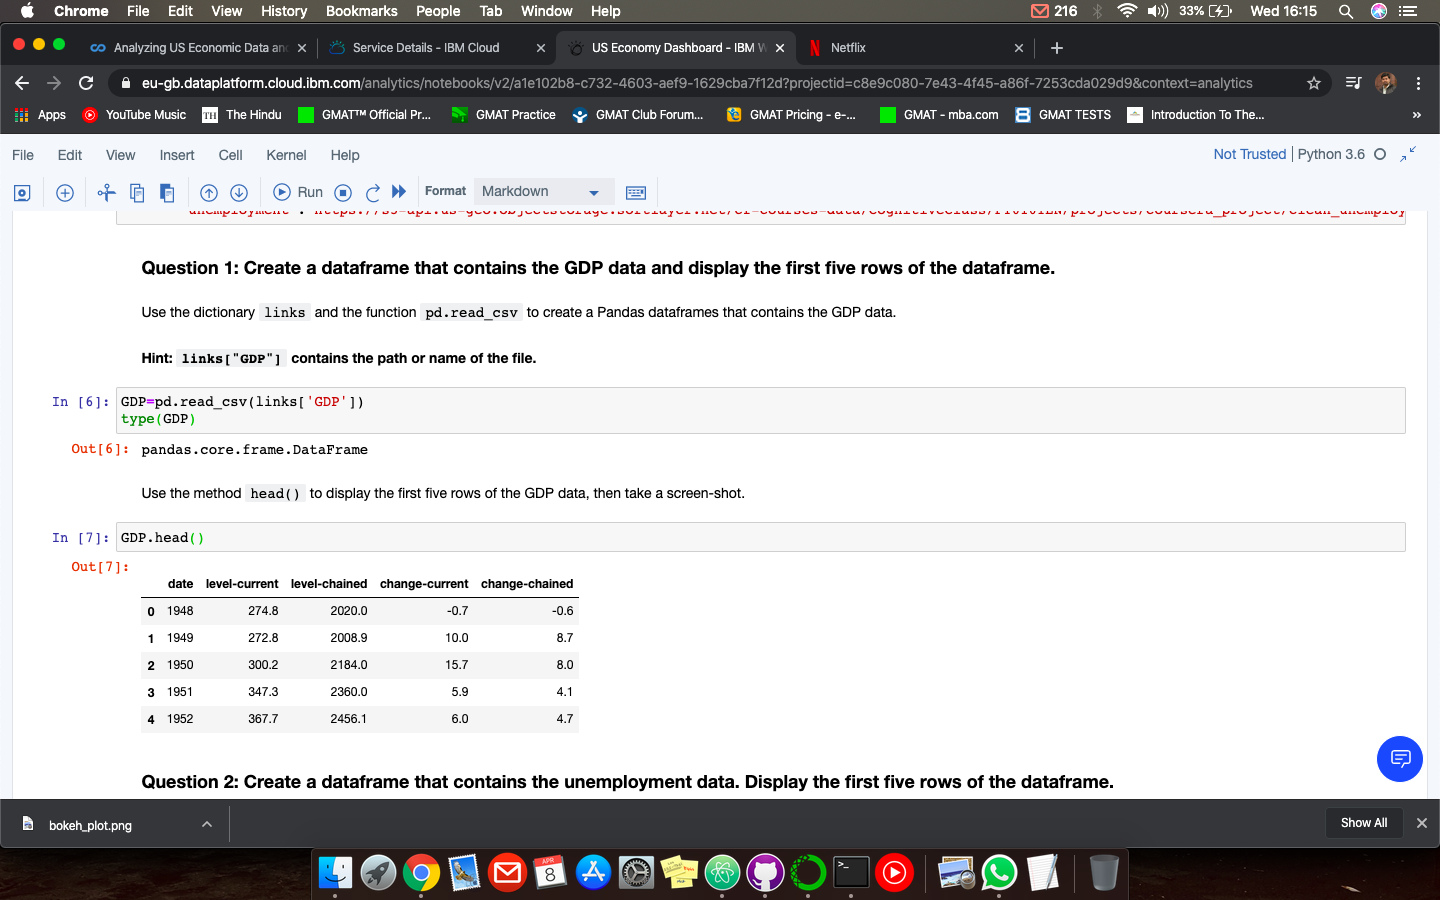 Chrome File Edit View History Bookmarks People Tab Window Help 216 33% Wed 16:15
Analyzing US Economic Data an Service Details - IBM Cloud US Economy Dashboard - IBM W Netflix
eu-gb.dataplatform.cloud.ibm.com/analytics/notebooks/v2/a1e102b8-c732-4603-aef9-1629cba7f12d?projectid=c8e9c080-7e43-4f45-a86f-7253cda029d9&context=analytics
Apps YouTube Music TH The Hindu GMAT™ Official Pr... GMAT Practice GMAT Club Forum... GMAT Pricing - e-... GMAT - mba.com GMAT TESTS Introduction To The... »
File Edit View Insert Cell Kernel Help Not Trusted Python 3.6
Run Format Markdown
Question 1: Create a dataframe that contains the GDP data and display the first five rows of the dataframe.
Use the dictionary links and the function pd.read_csv to create a Pandas dataframes that contains the GDP data.
Hint: links["GDP"] contains the path or name of the file.
In [6]: GDP=pd.read_csv(links['GDP'])
type(GDP)
Out[6]: pandas.core.frame.DataFrame
Use the method head() to display the first five rows of the GDP data, then take a screen-shot.
In [7]: GDP.head()
Out[7]:
date level-current level-chained change-current change-chained
0 1948 274.8 2020.0 -0.7 -0.6
1 1949 272.8 2008.9 10.0 8.7
2 1950 300.2 2184.0 15.7 8.0
3 1951 347.3 2360.0 5.9 4.1
4 1952 367.7 2456.1 6.0 4.7
Question 2: Create a dataframe that contains the unemployment data. Display the first five rows of the dataframe.
bokeh_plot.png Show All
APR
8